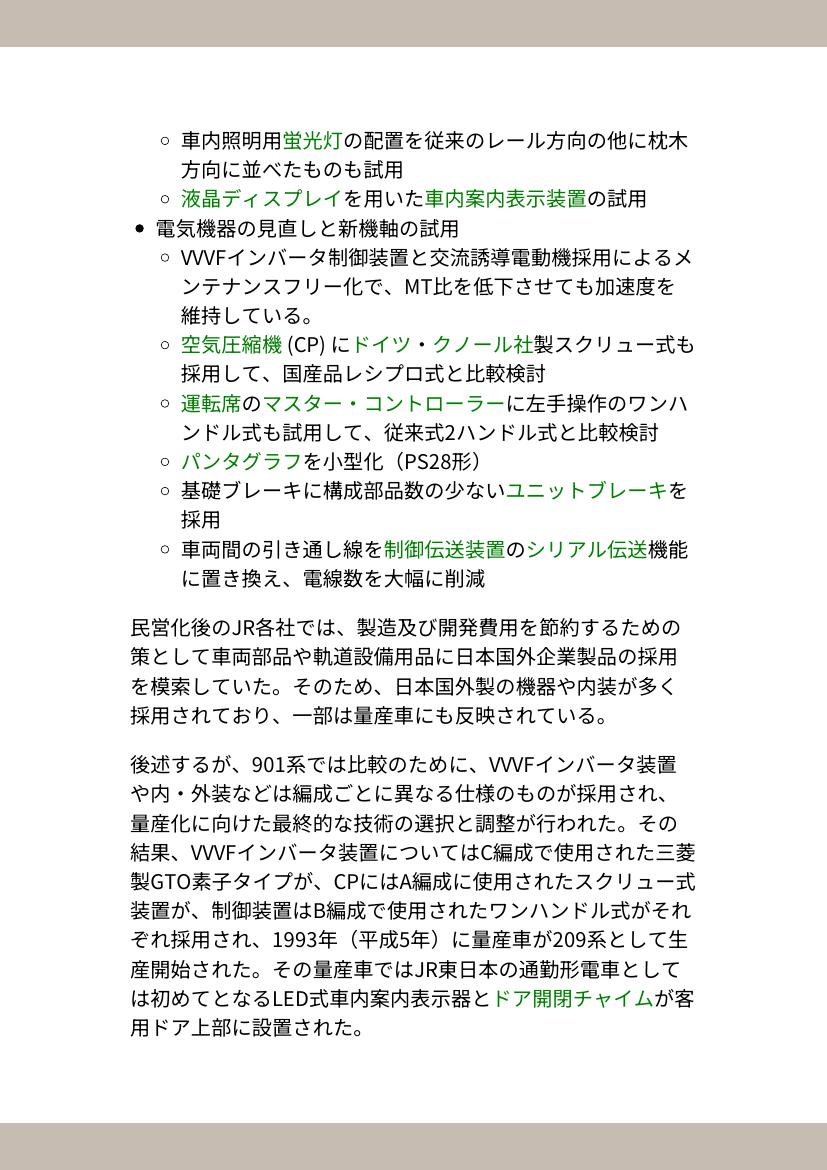 車内照明用蛍光灯の配置を従来のレール方向の他に枕木
方向に並べたものも試用
液晶ディスプレイを用いた車内案内表示装置の試用
電気機器の見直しと新機軸の試用
VVVFインバータ制御装置と交流誘導電動機採用によるメ
ンテナンスフリー化で、MT比を低下させても加速度を
維持している。
空気圧縮機 (CP) にドイツ・クノール社製スクリュー式も
採用して、国産品レシプロ式と比較検討
運転席のマスター・コントローラーに左手操作のワンハ
ンドル式も試用して、従来式2ハンドル式と比較検討
パンタグラフを小型化（PS28形）
基礎ブレーキに構成部品数の少ないユニットブレーキを
採用
車両間の引き通し線を制御伝送装置のシリアル伝送機能
に置き換え、電線数を大幅に削減
民営化後のJR各社では、製造及び開発費用を節約するための
策として車両部品や軌道設備用品に日本国外企業製品の採用
を模索していた。そのため、日本国外製の機器や内装が多く
採用されており、一部は量産車にも反映されている。
後述するが、901系では比較のために、VVVFインバータ装置
や内・外装などは編成ごとに異なる仕様のものが採用され、
量産化に向けた最終的な技術の選択と調整が行われた。その
結果、VVVFインバータ装置についてはC編成で使用された三菱
製GTO素子タイプが、CPにはA編成に使用されたスクリュー式
装置が、制御装置はB編成で使用されたワンハンドル式がそれ
ぞれ採用され、1993年（平成5年）に量産車が209系として生
産開始された。その量産車ではJR東日本の通勤形電車として
は初めてとなるLED式車内案内表示器とドア開閉チャイムが客
用ドア上部に設置された。